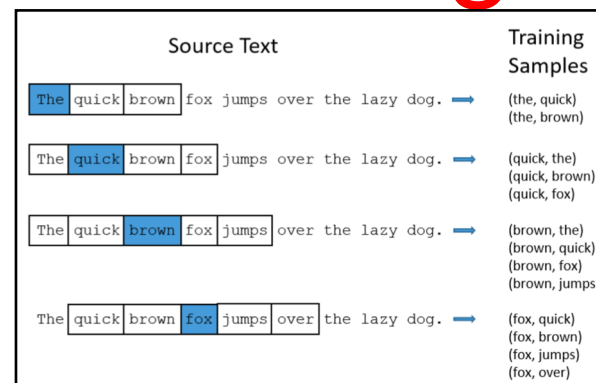 Source Text
Training
Samples
The quick brown fox jumps over the lazy dog.
(the, quick)
(the, brown)
The quick brown fox jumps over the lazy dog.
(quick, the)
(quick, brown)
(quick, fox)
The quick brown fox jumps over the lazy dog.
(brown, the)
(brown, quick)
(brown, fox)
(brown, jumps
The quick brown fox jumps over the lazy dog.
(fox, quick)
(fox, brown)
(fox, jumps)
(fox, over)